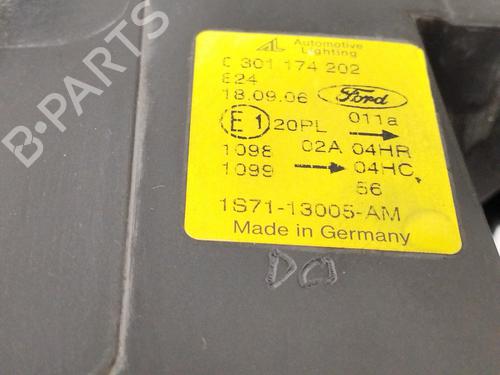 AL Automotive Lighting
0 301 174 202
E24
18.09.06 Ford
E1 20PL 011a
1098 02A 04HR
1099 04HC
56
1S71-13005-AM
Made in Germany
B-PARTS